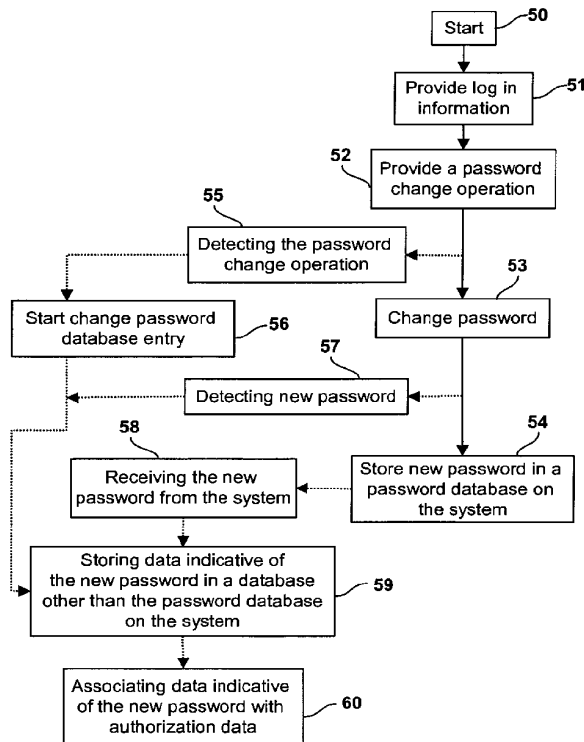 50
Start
51
Provide log in
information
52
Provide a password
change operation
55
Detecting the password
change operation
53
Change password
Start change password
database entry
56
57
Detecting new password
58
54
Receiving the new
password from the system
Store new password in a
password database on
the system
Storing data indicative of
the new password in a database
other than the password database
on the system
59
Associating data indicative
of the new password with
authorization data
60